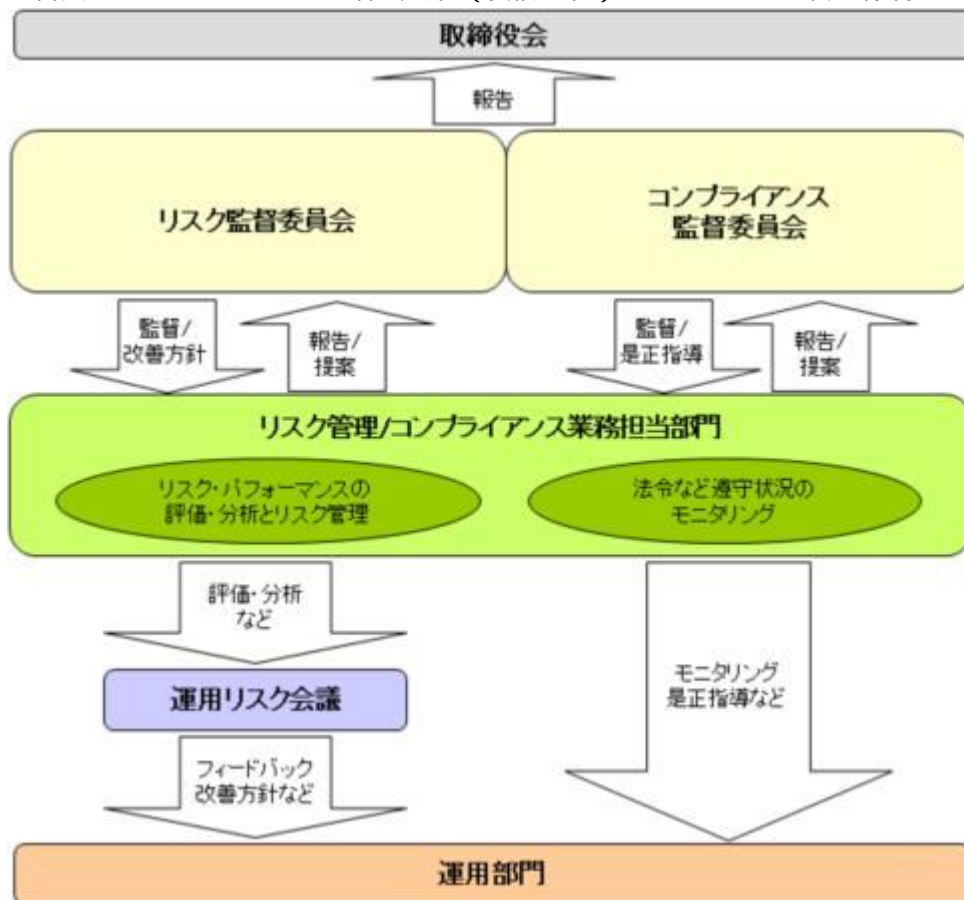 取締役会
報告
リスク監督委員会
コンプライアンス
監督委員会
監督/
改善方針
報告/
提案
監督/
是正指導
報告/
提案
リスク管理/コンプライアンス業務担当部門
リスク・パフォーマンスの
評価・分析とリスク管理
法令など遵守状況の
モニタリング
評価・分析
など
運用リスク会議
モニタリング
是正指導など
フィードバック
改善方針など
運用部門